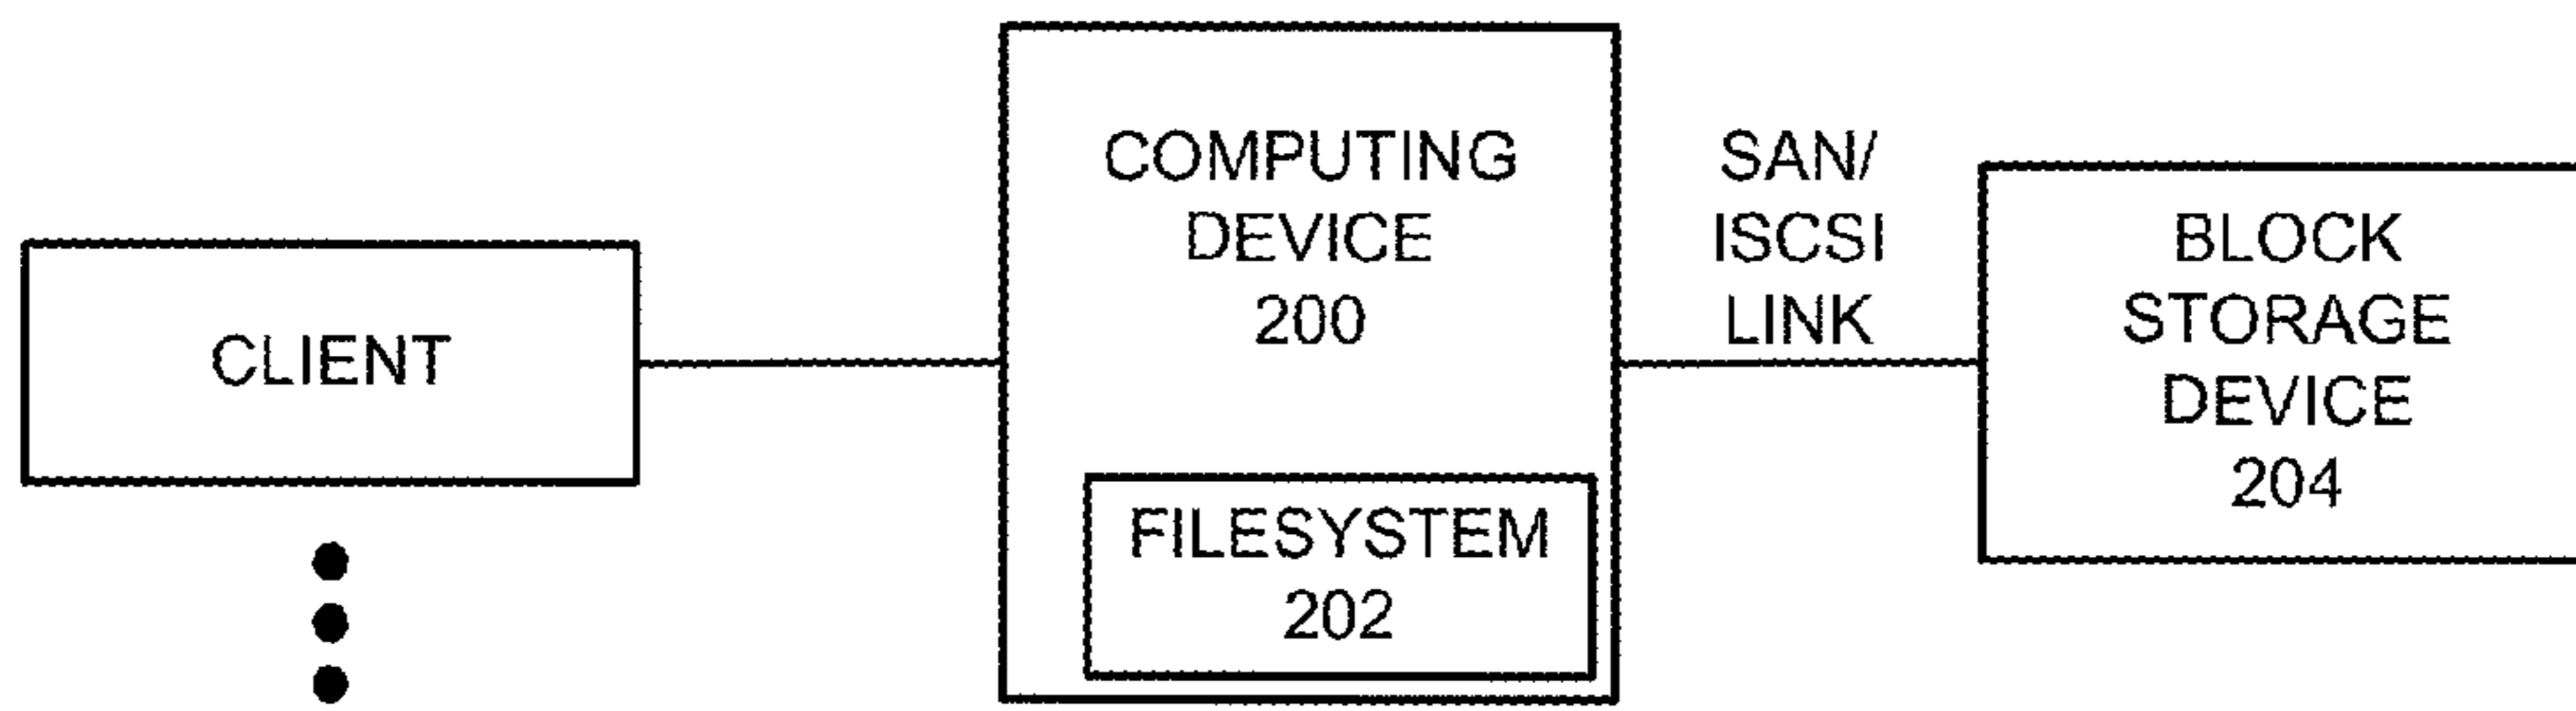 CLIENT
COMPUTING
DEVICE
200
FILESYSTEM
202
SAN/
ISCSI
LINK
BLOCK
STORAGE
DEVICE
204